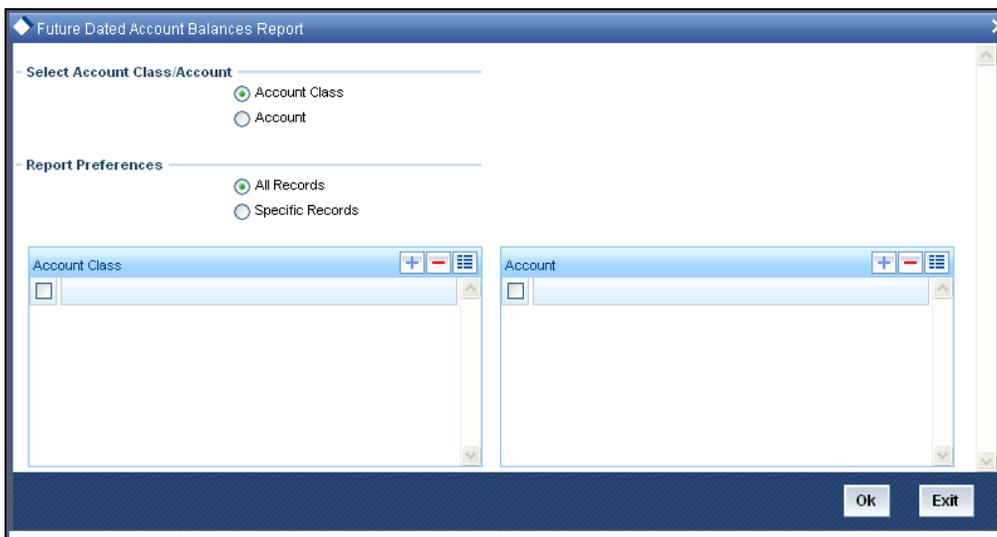 Future Dated Account Balances Report
Select Account Class/Account
Account Class
Account
Report Preferences
All Records
Specific Records
Account Class
Account
Ok
Exit